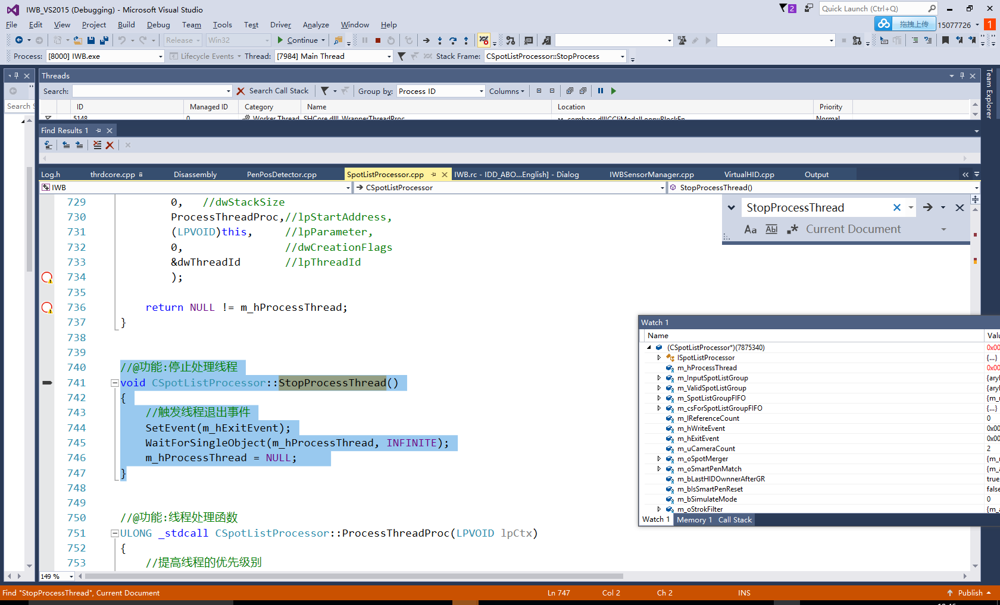 IWB_VS2015 (Debugging) - Microsoft Visual Studio
2
Quick Launch (Ctrl+Q)
File Edit View Project Build Debug Team Tools Test Driver Analyze Window Help
拖拽上传
15077726
1
Release Win32 Continue
Process: [8000] IWB.exe Lifecycle Events Thread: [7984] Main Thread Stack Frame: CSpotListProcessor::StopProcess
Team Explorer
Threads
Search: Search Call Stack Group by: Process ID Columns
Search S
ID Managed ID Category Name Location Priority
5148 0 Worker Thread SHCore.dll!_WrapperThreadProc combase.dll!CCliModalLoop::BlockFn Normal
Find Results 1
Log.h thrdcore.cpp Disassembly PenPosDetector.cpp SpotListProcessor.cpp IWB.rc - IDD_ABO...English] - Dialog IWBSensorManager.cpp VirtualHID.cpp Output
IWB CSpotListProcessor StopProcessThread()
StopProcessThread
Aa Abl .* Current Document
729 0, //dwStackSize
730 ProcessThreadProc,//lpStartAddress,
731 (LPVOID)this, //lpParameter,
732 0, //dwCreationFlags
733 &dwThreadId //lpThreadId
734 );
735
736 return NULL != m_hProcessThread;
737 }
738
739
740 //@功能:停止处理线程
741 void CSpotListProcessor::StopProcessThread()
742 {
743 //触发线程退出事件
744 SetEvent(m_hExitEvent);
745 WaitForSingleObject(m_hProcessThread, INFINITE);
746 m_hProcessThread = NULL;
747 }
748
749
750 //@功能:线程处理函数
751 ULONG _stdcall CSpotListProcessor::ProcessThreadProc(LPVOID lpCtx)
752 {
753 //提高线程的优先级别
Watch 1
Name Valu
(CSpotListProcessor*)(7875340) 0x00
ISpotListProcessor {...}
m_hProcessThread 0x00
m_InputSpotListGroup {aryl
m_ValidSpotListGroup {aryl
m_SpotListGroupFIFO {m_
m_csForSpotListGroupFIFO {...}
m_lReferenceCount 0
m_hWriteEvent 0x00
m_hExitEvent 0x00
m_uCameraCount 2
m_oSpotMerger {m_
m_oSmartPenMatch {m_
m_bLastHIDOwnnerAfterGR true
m_bIsSmartPenReset false
m_bSimulateMode 0
m_oStrokFilter {m_
Watch 1 Memory 1 Call Stack
149 %
Find "StopProcessThread", Current Document Ln 747 Col 2 Ch 2 INS Publish